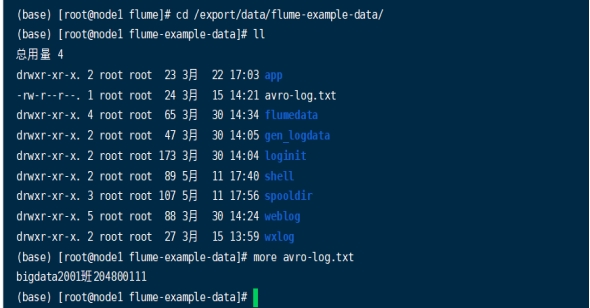 (base) [root@node1 flume]# cd /export/data/flume-example-data/
(base) [root@node1 flume-example-data]# ll
总用量 4
drwxr-xr-x. 2 root root  23 3月  22 17:03 app
-rw-r--r--. 1 root root  24 3月  15 14:21 avro-log.txt
drwxr-xr-x. 4 root root  65 3月  30 14:34 flumedata
drwxr-xr-x. 2 root root  47 3月  30 14:05 gen_logdata
drwxr-xr-x. 2 root root 173 3月  30 14:04 loginit
drwxr-xr-x. 2 root root  89 5月  11 17:40 shell
drwxr-xr-x. 3 root root 107 5月  11 17:56 spooldir
drwxr-xr-x. 5 root root  88 3月  30 14:24 weblog
drwxr-xr-x. 2 root root  27 3月  15 13:59 wxlog
(base) [root@node1 flume-example-data]# more avro-log.txt
bigdata2001班204800111
(base) [root@node1 flume-example-data]#